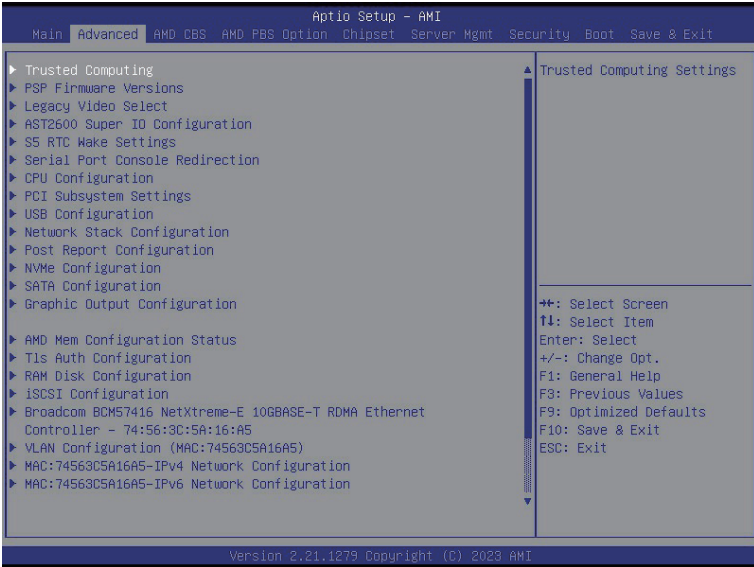 Aptio Setup – AMI
Main Advanced AMD CBS AMD PBS Option Chipset Server Mgmt Security Boot Save & Exit
Trusted Computing
PSP Firmware Versions
Legacy Video Select
AST2600 Super IO Configuration
S5 RTC Wake Settings
Serial Port Console Redirection
CPU Configuration
PCI Subsystem Settings
USB Configuration
Network Stack Configuration
Post Report Configuration
NVMe Configuration
SATA Configuration
Graphic Output Configuration
AMD Mem Configuration Status
Tls Auth Configuration
RAM Disk Configuration
iSCSI Configuration
Broadcom BCM57416 NetXtreme-E 10GBASE-T RDMA Ethernet
Controller – 74:56:3C:5A:16:A5
VLAN Configuration (MAC:74563C5A16A5)
MAC:74563C5A16A5-IPv4 Network Configuration
MAC:74563C5A16A5-IPv6 Network Configuration
Trusted Computing Settings
→←: Select Screen
↑↓: Select Item
Enter: Select
+/-: Change Opt.
F1: General Help
F3: Previous Values
F9: Optimized Defaults
F10: Save & Exit
ESC: Exit
Version 2.21.1279 Copyright (C) 2023 AMI